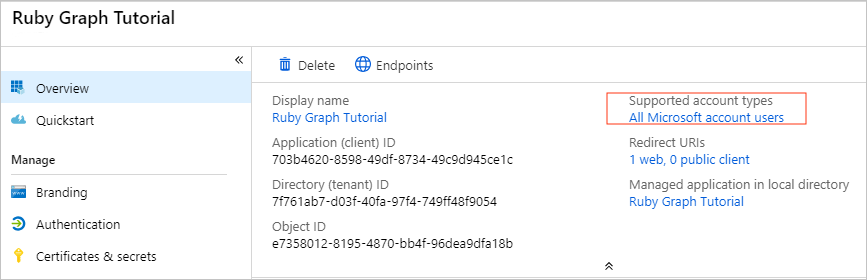 Ruby Graph Tutorial
«
Overview
Quickstart
Manage
Branding
Authentication
Certificates & secrets
Delete
Endpoints
Display name
Ruby Graph Tutorial
Application (client) ID
703b4620-8598-49df-8734-49c9d945ce1c
Directory (tenant) ID
7f761ab7-d03f-40fa-97f4-749ff48f9054
Object ID
e7358012-8195-4870-bb4f-96dea9dfa18b
Supported account types
All Microsoft account users
Redirect URIs
1 web, 0 public client
Managed application in local directory
Ruby Graph Tutorial